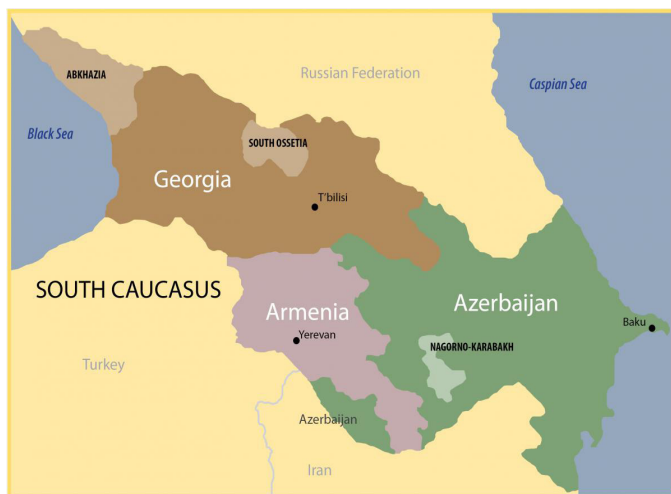 Russian Federation
ABKHAZIA
Caspian Sea
Black Sea
SOUTH OSSETIA
Georgia
T'bilisi
SOUTH CAUCASUS
Armenia
Azerbaijan
Yerevan
Baku
NAGORNO-KARABAKH
Turkey
Azerbaijan
Iran